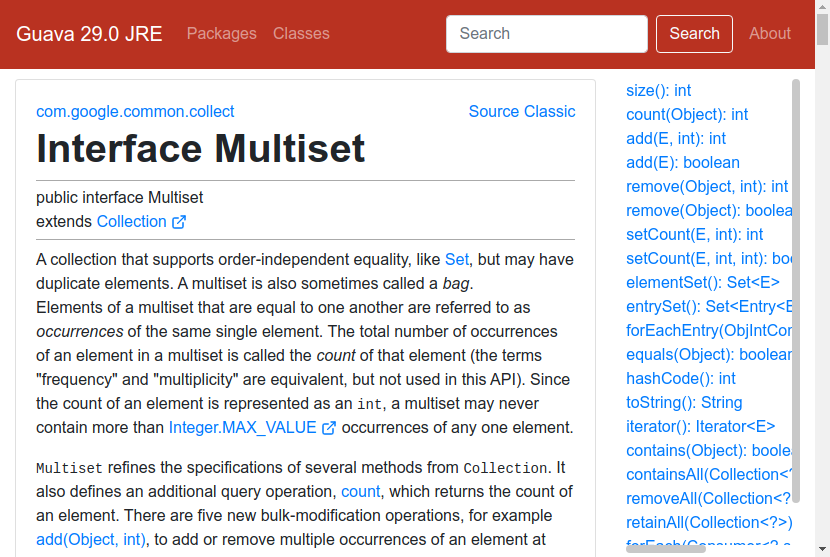 Guava 29.0 JRE Packages Classes Search Search About
com.google.common.collect Source Classic
Interface Multiset
public interface Multiset
extends Collection
A collection that supports order-independent equality, like Set, but may have
duplicate elements. A multiset is also sometimes called a bag.
Elements of a multiset that are equal to one another are referred to as
occurrences of the same single element. The total number of occurrences
of an element in a multiset is called the count of that element (the terms
"frequency" and "multiplicity" are equivalent, but not used in this API). Since
the count of an element is represented as an int, a multiset may never
contain more than Integer.MAX_VALUE occurrences of any one element.
Multiset refines the specifications of several methods from Collection. It
also defines an additional query operation, count, which returns the count of
an element. There are five new bulk-modification operations, for example
add(Object, int), to add or remove multiple occurrences of an element at
size(): int
count(Object): int
add(E, int): int
add(E): boolean
remove(Object, int): int
remove(Object): boolea
setCount(E, int): int
setCount(E, int, int): boo
elementSet(): Set<E>
entrySet(): Set<Entry<E
forEachEntry(ObjIntCon
equals(Object): boolean
hashCode(): int
toString(): String
iterator(): Iterator<E>
contains(Object): boole
containsAll(Collection<?
removeAll(Collection<?
retainAll(Collection<?>)
forEach(Consumer<? s